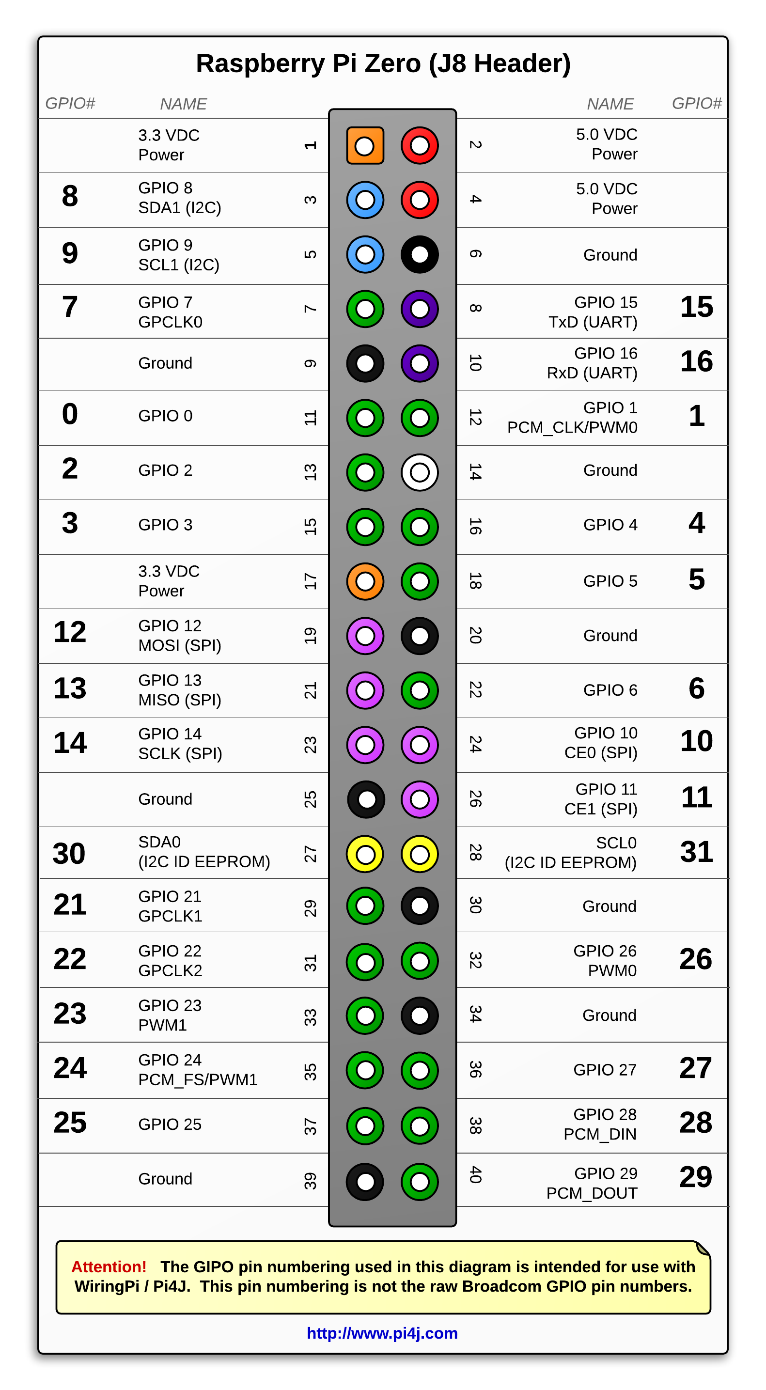 Raspberry Pi Zero (J8 Header)
GPIO# NAME NAME GPIO#
3.3 VDC
Power 1 2 5.0 VDC
Power
8 GPIO 8
SDA1 (I2C) 3 4 5.0 VDC
Power
9 GPIO 9
SCL1 (I2C) 5 6 Ground
7 GPIO 7
GPCLK0 7 8 GPIO 15
TxD (UART) 15
Ground 9 10 GPIO 16
RxD (UART) 16
0 GPIO 0 11 12 GPIO 1
PCM_CLK/PWM0 1
2 GPIO 2 13 14 Ground
3 GPIO 3 15 16 GPIO 4 4
3.3 VDC
Power 17 18 GPIO 5 5
12 GPIO 12
MOSI (SPI) 19 20 Ground
13 GPIO 13
MISO (SPI) 21 22 GPIO 6 6
14 GPIO 14
SCLK (SPI) 23 24 GPIO 10
CE0 (SPI) 10
Ground 25 26 GPIO 11
CE1 (SPI) 11
30 SDA0
(I2C ID EEPROM) 27 28 SCL0
(I2C ID EEPROM) 31
21 GPIO 21
GPCLK1 29 30 Ground
22 GPIO 22
GPCLK2 31 32 GPIO 26
PWM0 26
23 GPIO 23
PWM1 33 34 Ground
24 GPIO 24
PCM_FS/PWM1 35 36 GPIO 27 27
25 GPIO 25 37 38 GPIO 28
PCM_DIN 28
Ground 39 40 GPIO 29
PCM_DOUT 29
Attention! The GIPO pin numbering used in this diagram is intended for use with
WiringPi / Pi4J. This pin numbering is not the raw Broadcom GPIO pin numbers.
http://www.pi4j.com